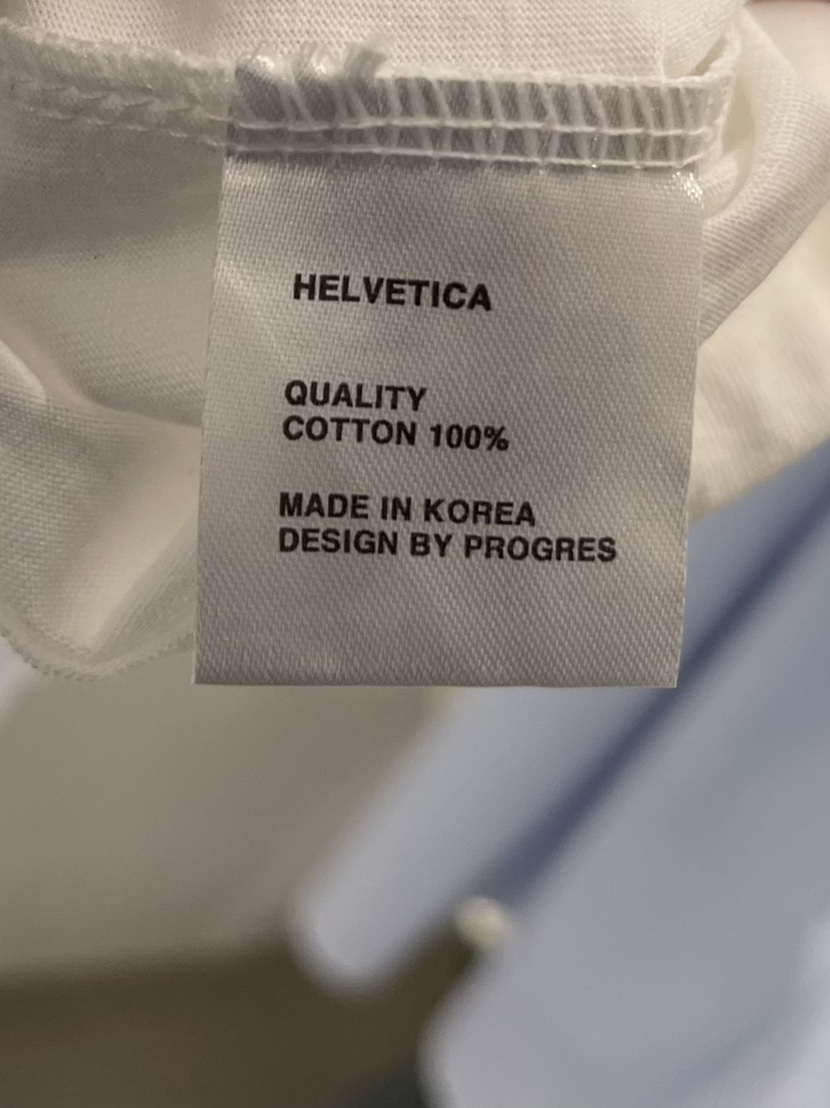 HELVETICA
QUALITY
COTTON 100%
MADE IN KOREA
DESIGN BY PROGRES